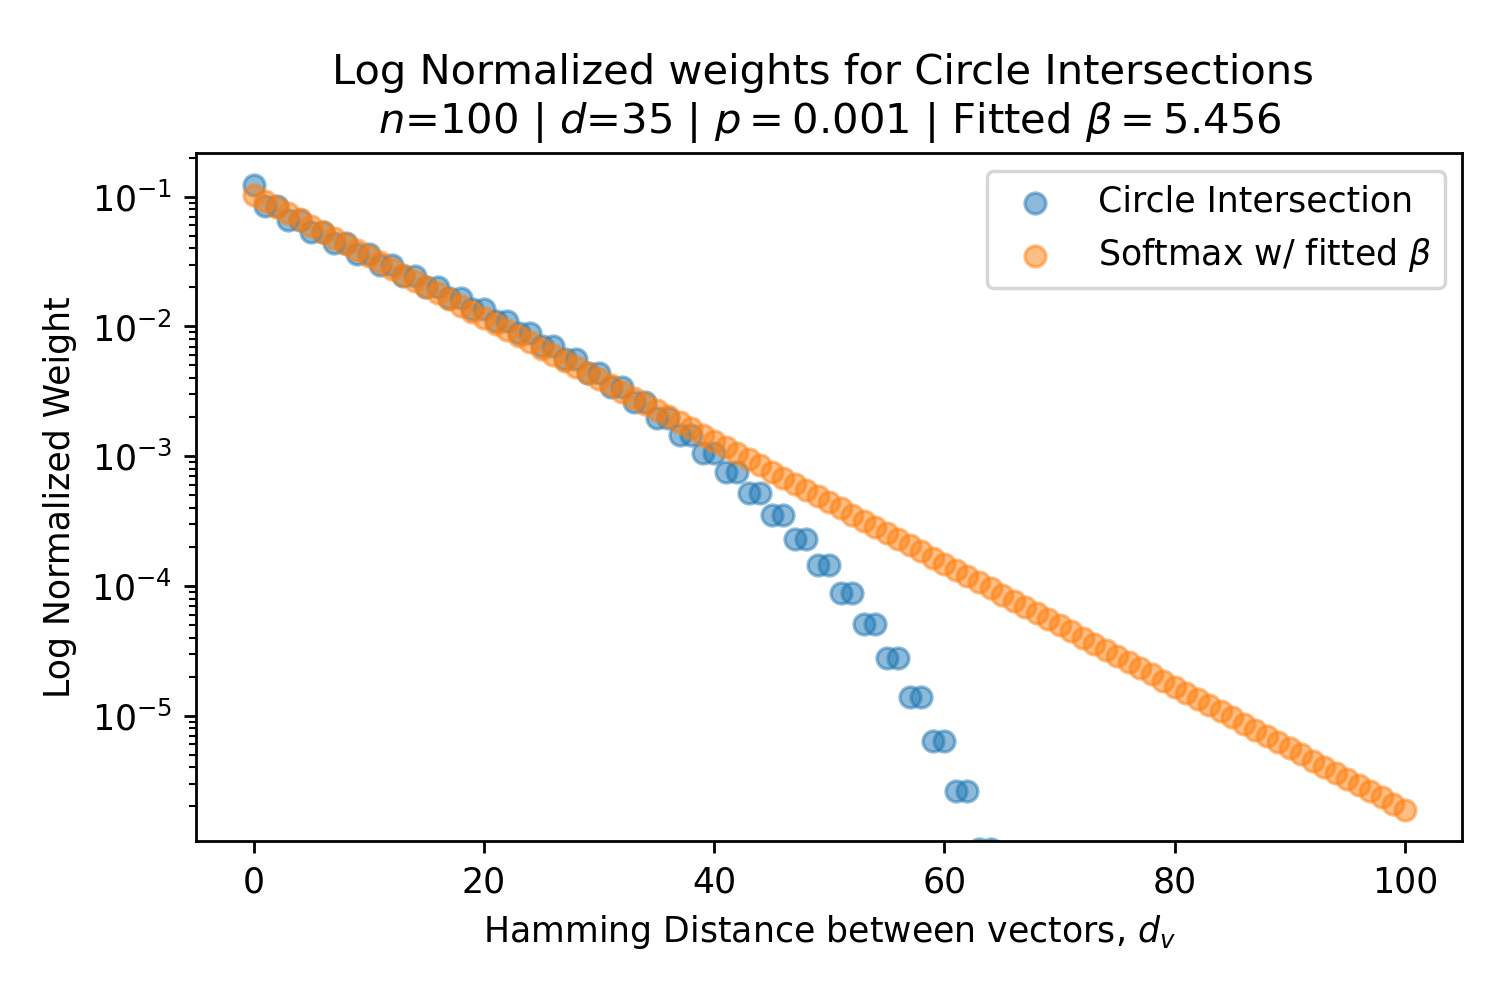 Log Normalized weights for Circle Intersections
n=100 | d=35 | p = 0.001 | Fitted β = 5.456
Circle Intersection
Softmax w/ fitted β
Log Normalized Weight
10⁻¹
10⁻²
10⁻³
10⁻⁴
10⁻⁵
0 20 40 60 80 100
Hamming Distance between vectors, dᵥ